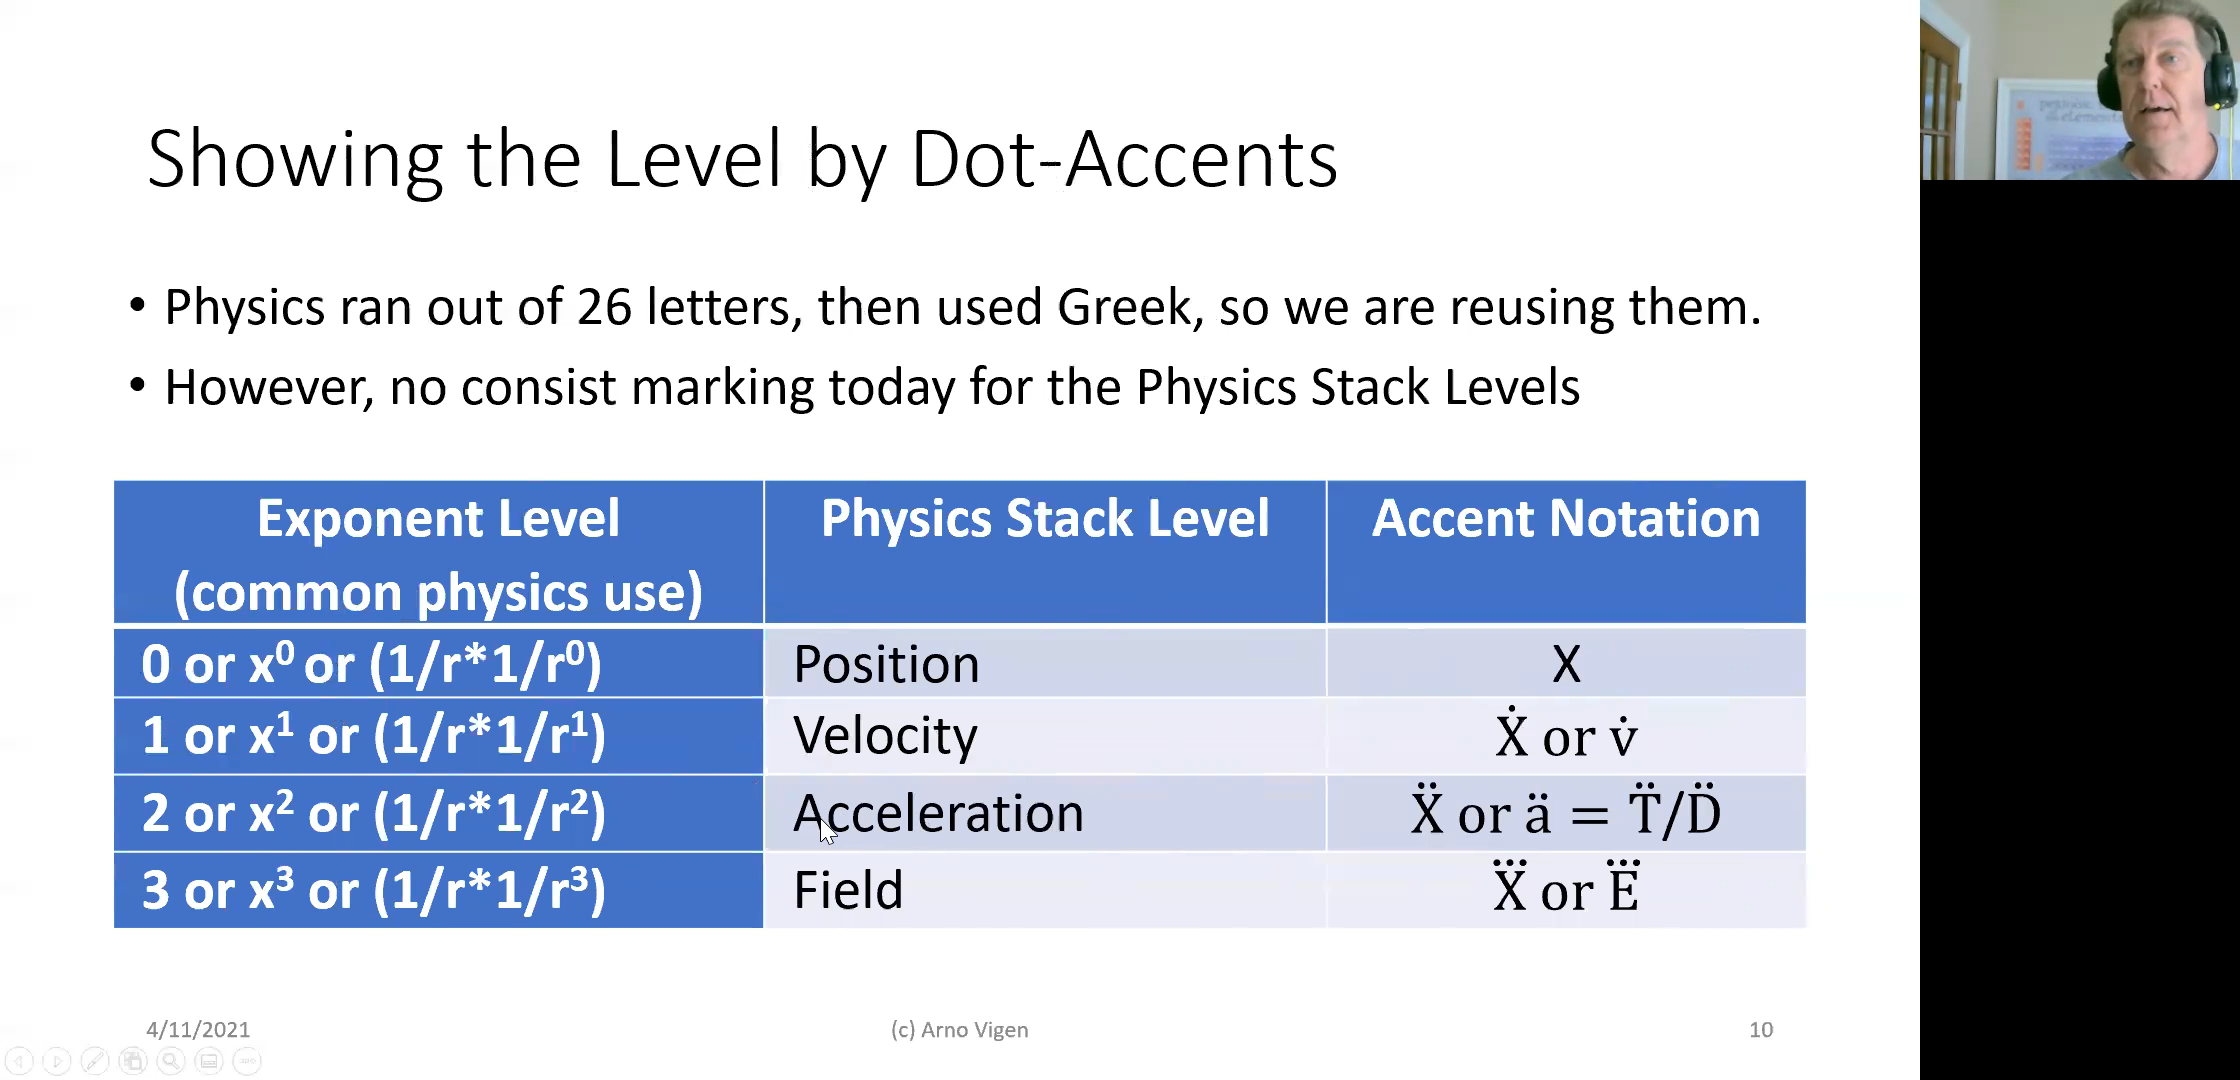 Showing the Level by Dot-Accents
• Physics ran out of 26 letters, then used Greek, so we are reusing them.
• However, no consist marking today for the Physics Stack Levels
Exponent Level
(common physics use)
Physics Stack Level
Accent Notation
0 or x⁰ or (1/r*1/r⁰)
Position
X
1 or x¹ or (1/r*1/r¹)
Velocity
Ẋ or v̇
2 or x² or (1/r*1/r²)
Acceleration
Ẍ or ä = T̈/D̈
3 or x³ or (1/r*1/r³)
Field
X⃛ or E⃛
4/11/2021
(c) Arno Vigen
10
periodic